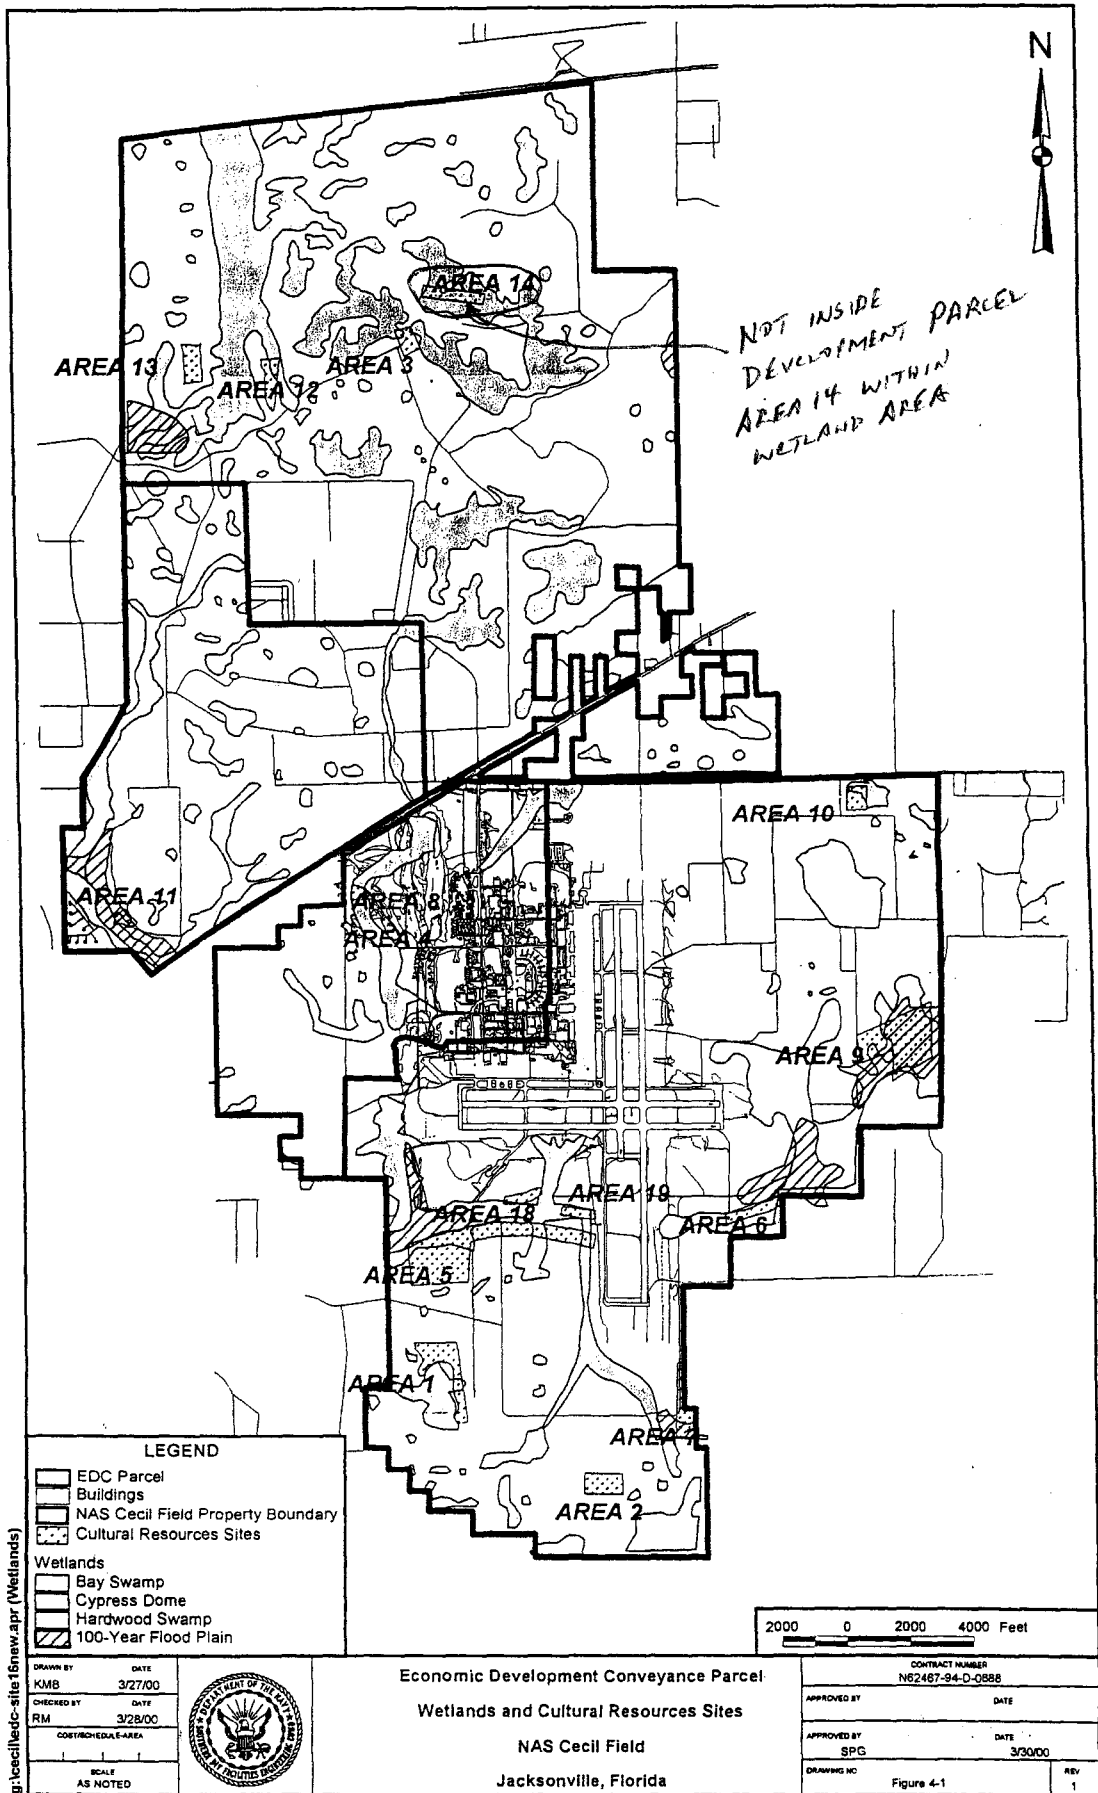 N
AREA 14
NOT INSIDE
DEVELOPMENT PARCEL
AREA 14 WITHIN
WETLAND AREA
AREA 13
AREA 3
AREA 12
AREA 10
AREA 11
AREA 8
AREA 4
AREA 9
AREA 19
AREA 18
AREA 6
AREA 5
AREA 1
AREA 7
AREA 2
LEGEND
EDC Parcel
Buildings
NAS Cecil Field Property Boundary
Cultural Resources Sites
Wetlands
Bay Swamp
Cypress Dome
Hardwood Swamp
100-Year Flood Plain
2000 0 2000 4000 Feet
g:\cecil\edc-site16new.apr (Wetlands)
DRAWN BY DATE
KMB 3/27/00
CHECKED BY DATE
RM 3/28/00
COST/SCHEDULE-AREA
SCALE
AS NOTED
DEPARTMENT OF THE NAVY
Economic Development Conveyance Parcel
Wetlands and Cultural Resources Sites
NAS Cecil Field
Jacksonville, Florida
CONTRACT NUMBER
N62467-94-D-0888
APPROVED BY DATE
APPROVED BY DATE
SPG 3/30/00
DRAWING NO
Figure 4-1
REV
1